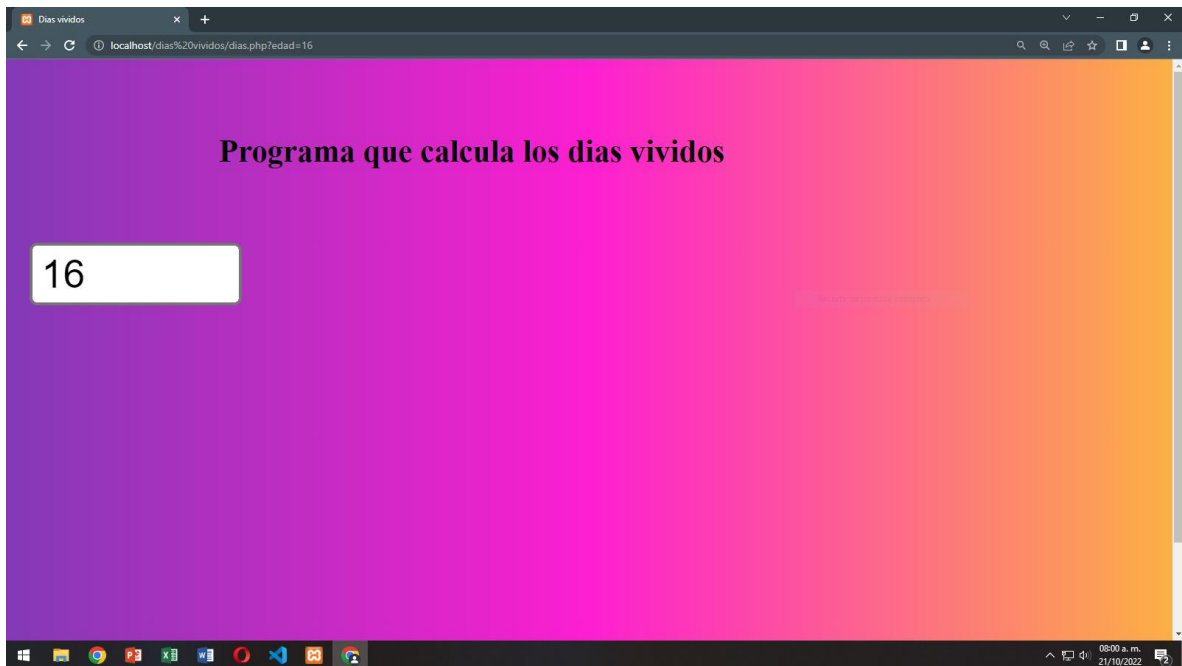 Dias vividos
localhost/dias%20vividos/dias.php?edad=16
Programa que calcula los dias vividos
16
08:00 a. m.
21/10/2022